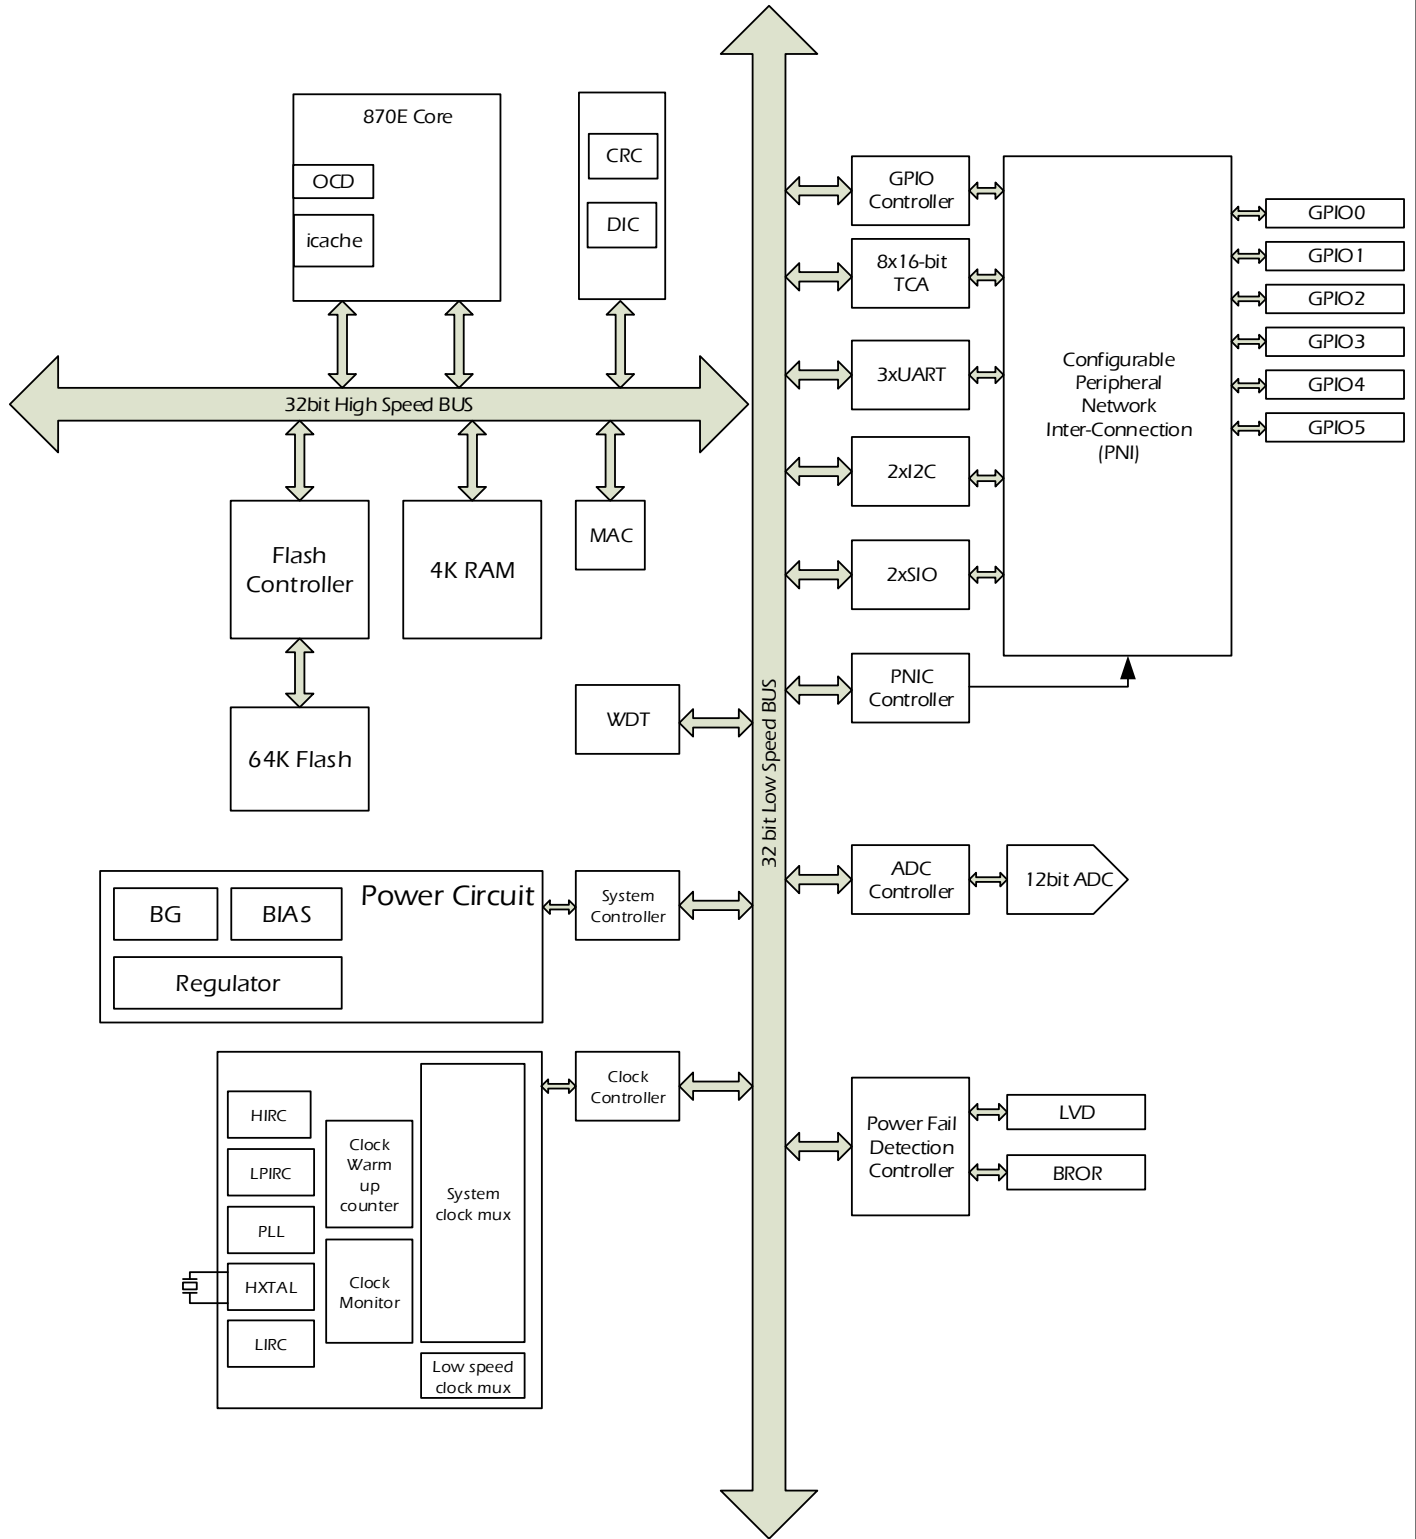 870E Core
OCD
icache
CRC
DIC
32bit High Speed BUS
Flash
Controller
4K RAM
MAC
64K Flash
WDT
32 bit Low Speed BUS
GPIO
Controller
8x16-bit
TCA
3xUART
2xI2C
2xSIO
PNIC
Controller
Configurable
Peripheral
Network
Inter-Connection
(PNI)
GPIO0
GPIO1
GPIO2
GPIO3
GPIO4
GPIO5
Power Circuit
BG
BIAS
Regulator
System
Controller
ADC
Controller
12bit ADC
Clock
Controller
HIRC
LPIRC
PLL
HXTAL
LIRC
Clock
Warm
up
counter
Clock
Monitor
System
clock mux
Low speed
clock mux
Power Fail
Detection
Controller
LVD
BROR